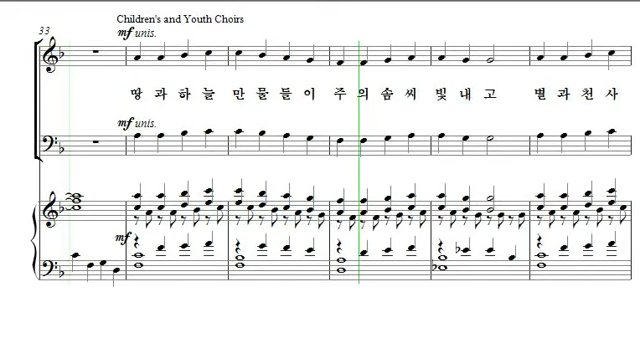 Children's and Youth Choirs
33
mf unis.
땅 과 하 늘 만 물 들 이 주 의 솜 씨 빛 내 고 별 과 천 사
mf unis.
mf